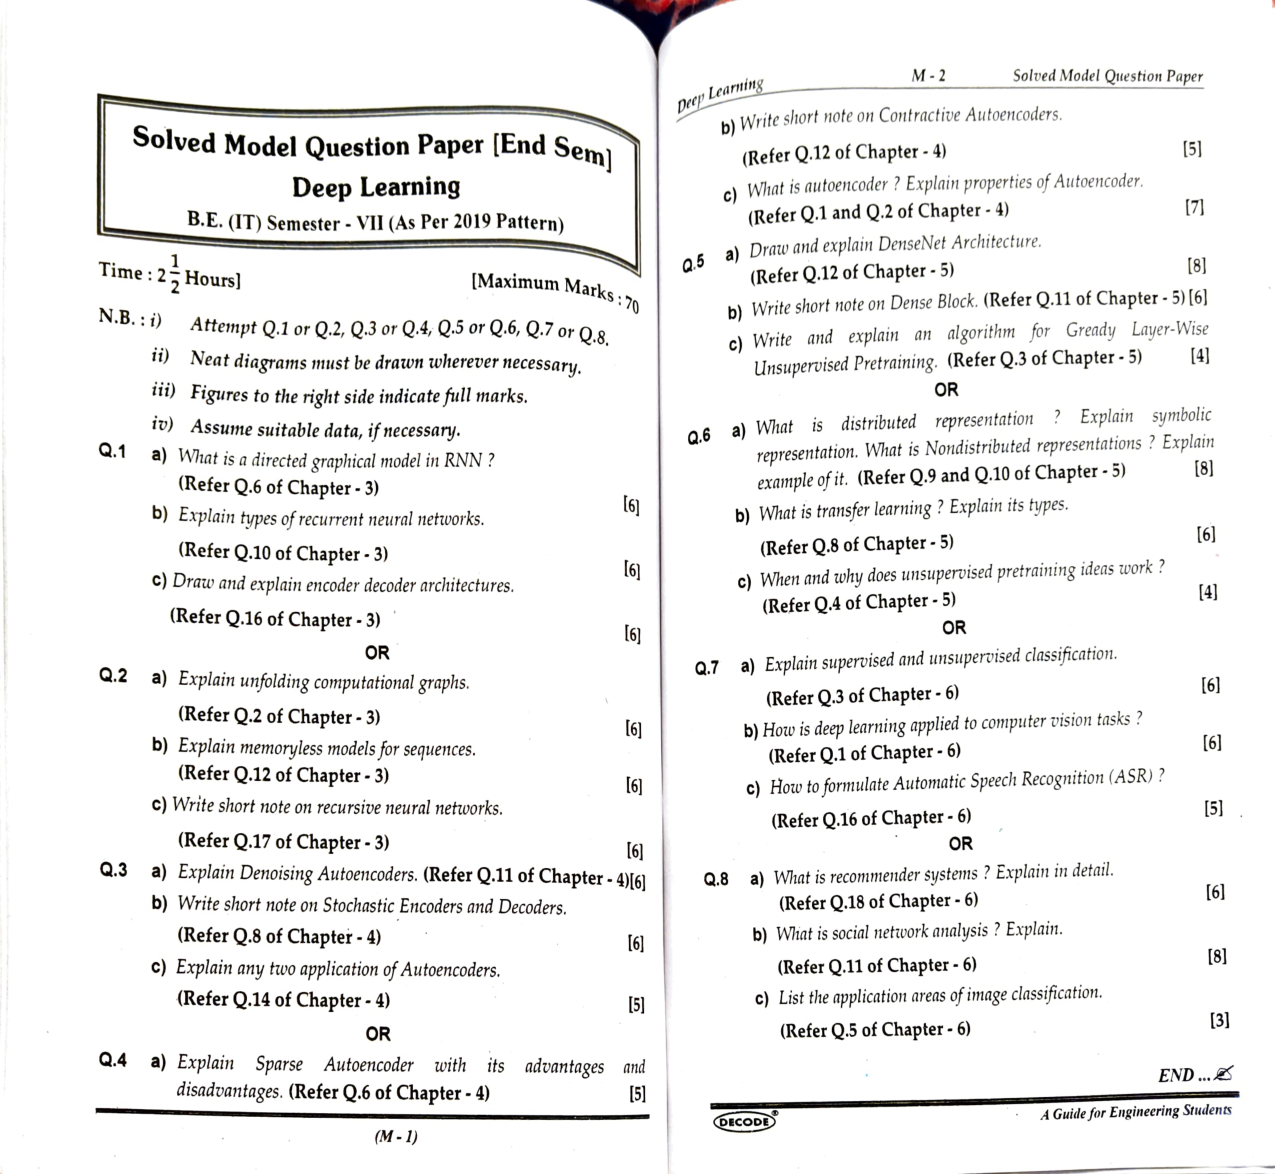 Solved Model Question Paper [End Sem]
Deep Learning
B.E. (IT) Semester - VII (As Per 2019 Pattern)
Time : 2 1/2 Hours] [Maximum Marks : 70
N.B. : i) Attempt Q.1 or Q.2, Q.3 or Q.4, Q.5 or Q.6, Q.7 or Q.8.
ii) Neat diagrams must be drawn wherever necessary.
iii) Figures to the right side indicate full marks.
iv) Assume suitable data, if necessary.
Q.1 a) What is a directed graphical model in RNN ?
(Refer Q.6 of Chapter - 3) [6]
b) Explain types of recurrent neural networks.
(Refer Q.10 of Chapter - 3) [6]
c) Draw and explain encoder decoder architectures.
(Refer Q.16 of Chapter - 3) [6]
OR
Q.2 a) Explain unfolding computational graphs.
(Refer Q.2 of Chapter - 3) [6]
b) Explain memoryless models for sequences.
(Refer Q.12 of Chapter - 3) [6]
c) Write short note on recursive neural networks.
(Refer Q.17 of Chapter - 3) [6]
Q.3 a) Explain Denoising Autoencoders. (Refer Q.11 of Chapter - 4)[6]
b) Write short note on Stochastic Encoders and Decoders.
(Refer Q.8 of Chapter - 4) [6]
c) Explain any two application of Autoencoders.
(Refer Q.14 of Chapter - 4) [5]
OR
Q.4 a) Explain Sparse Autoencoder with its advantages and
disadvantages. (Refer Q.6 of Chapter - 4) [5]
(M - 1)
Deep Learning M - 2 Solved Model Question Paper
b) Write short note on Contractive Autoencoders.
(Refer Q.12 of Chapter - 4) [5]
c) What is autoencoder ? Explain properties of Autoencoder.
(Refer Q.1 and Q.2 of Chapter - 4) [7]
Q.5 a) Draw and explain DenseNet Architecture.
(Refer Q.12 of Chapter - 5) [8]
b) Write short note on Dense Block. (Refer Q.11 of Chapter - 5) [6]
c) Write and explain an algorithm for Gready Layer-Wise
Unsupervised Pretraining. (Refer Q.3 of Chapter - 5) [4]
OR
Q.6 a) What is distributed representation ? Explain symbolic
representation. What is Nondistributed representations ? Explain
example of it. (Refer Q.9 and Q.10 of Chapter - 5) [8]
b) What is transfer learning ? Explain its types.
(Refer Q.8 of Chapter - 5) [6]
c) When and why does unsupervised pretraining ideas work ?
(Refer Q.4 of Chapter - 5) [4]
OR
Q.7 a) Explain supervised and unsupervised classification.
(Refer Q.3 of Chapter - 6) [6]
b) How is deep learning applied to computer vision tasks ?
(Refer Q.1 of Chapter - 6) [6]
c) How to formulate Automatic Speech Recognition (ASR) ?
(Refer Q.16 of Chapter - 6) [5]
OR
Q.8 a) What is recommender systems ? Explain in detail.
(Refer Q.18 of Chapter - 6) [6]
b) What is social network analysis ? Explain.
(Refer Q.11 of Chapter - 6) [8]
c) List the application areas of image classification.
(Refer Q.5 of Chapter - 6) [3]
END ...✍
DECODE® A Guide for Engineering Students